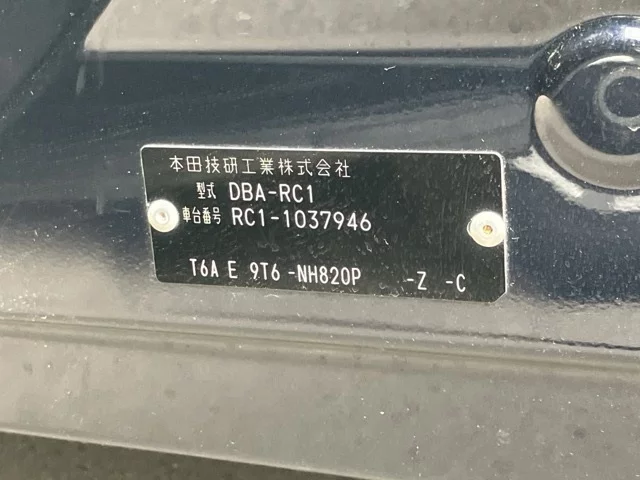 本田技研工業株式会社
型式 DBA-RC1
車台番号 RC1-1037946
T6A E 9T6 -NH820P -Z -C